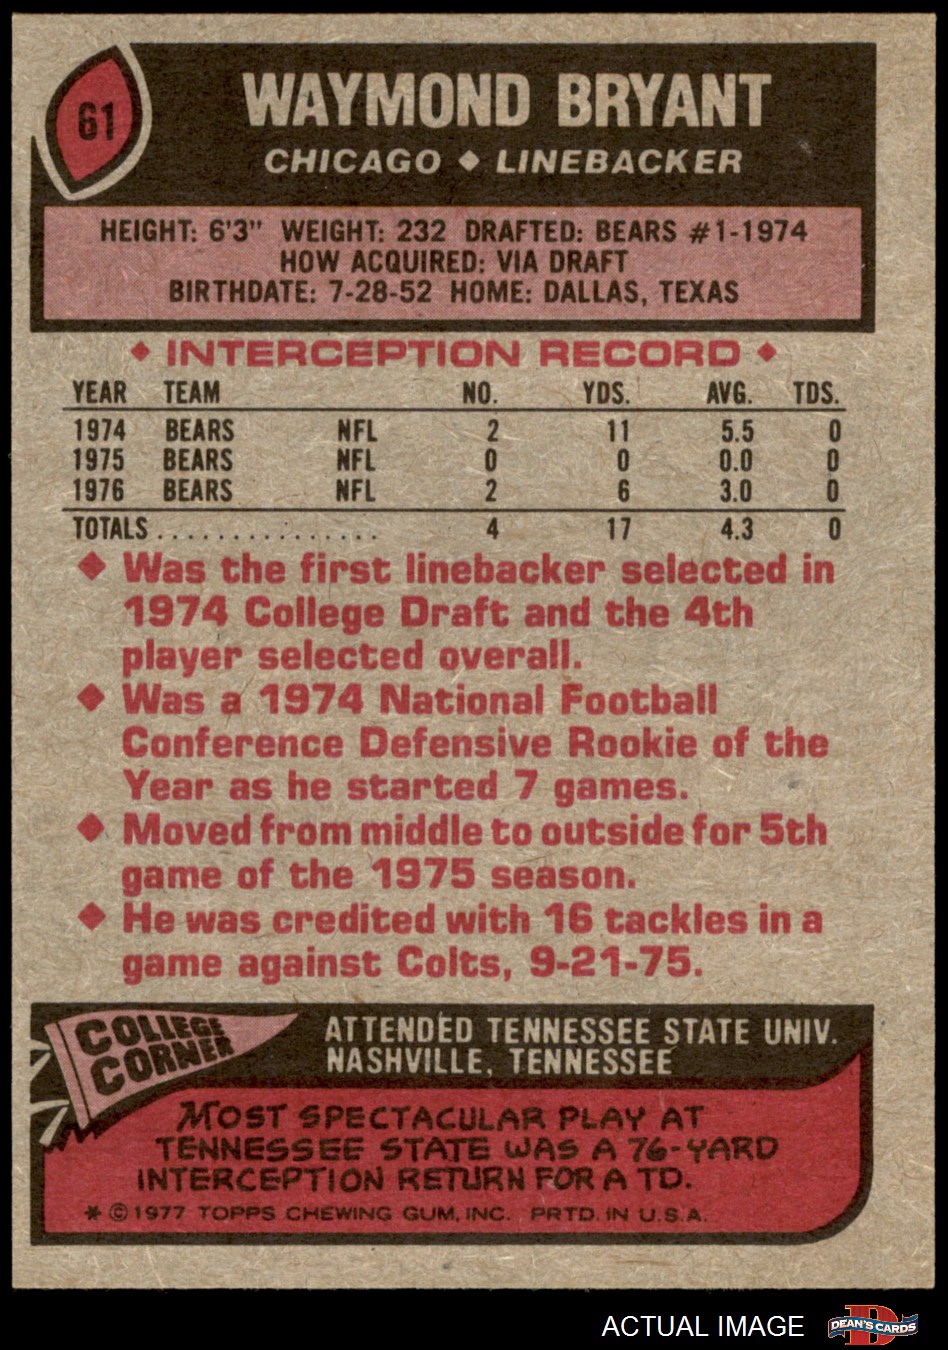 61
WAYMOND BRYANT
CHICAGO ◆ LINEBACKER
HEIGHT: 6'3" WEIGHT: 232 DRAFTED: BEARS #1-1974
HOW ACQUIRED: VIA DRAFT
BIRTHDATE: 7-28-52 HOME: DALLAS, TEXAS
◆ INTERCEPTION RECORD ◆
YEAR TEAM NO. YDS. AVG. TDS.
1974 BEARS NFL 2 11 5.5 0
1975 BEARS NFL 0 0 0.0 0
1976 BEARS NFL 2 6 3.0 0
TOTALS ............... 4 17 4.3 0
◆ Was the first linebacker selected in
1974 College Draft and the 4th
player selected overall.
◆ Was a 1974 National Football
Conference Defensive Rookie of the
Year as he started 7 games.
◆ Moved from middle to outside for 5th
game of the 1975 season.
◆ He was credited with 16 tackles in a
game against Colts, 9-21-75.
COLLEGE
CORNER
ATTENDED TENNESSEE STATE UNIV.
NASHVILLE, TENNESSEE
MOST SPECTACULAR PLAY AT
TENNESSEE STATE WAS A 76-YARD
INTERCEPTION RETURN FOR A TD.
* © 1977 TOPPS CHEWING GUM, INC. PRTD. IN U.S.A.
ACTUAL IMAGE
DEAN'S CARDS